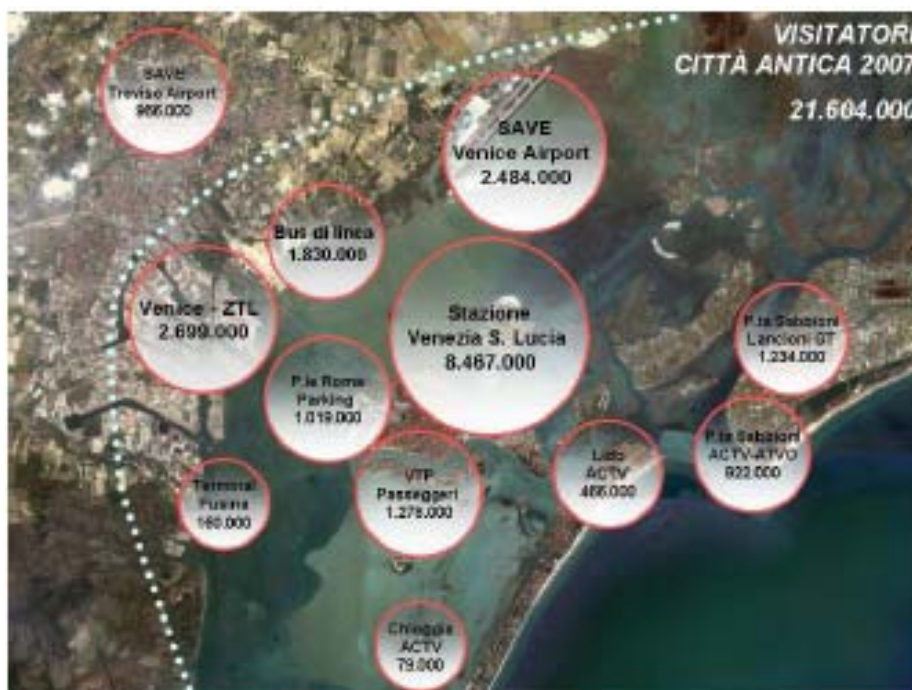 VISITATORI
CITTÀ ANTICA 2007
21.604.000
SAVE
Treviso Airport
966.000
SAVE
Venice Airport
2.484.000
Bus di linea
1.830.000
Venice - ZTL
2.699.000
Stazione
Venezia S. Lucia
8.467.000
P.ta Sabbioni
Lancioni GT
1.234.000
P.le Roma
Parking
1.019.000
P.ta Sabbioni
ACTV-ATVO
922.000
Lido
ACTV
466.000
VTP
Passeggeri
1.278.000
Terminal
Fusina
160.000
Chioggia
ACTV
79.000